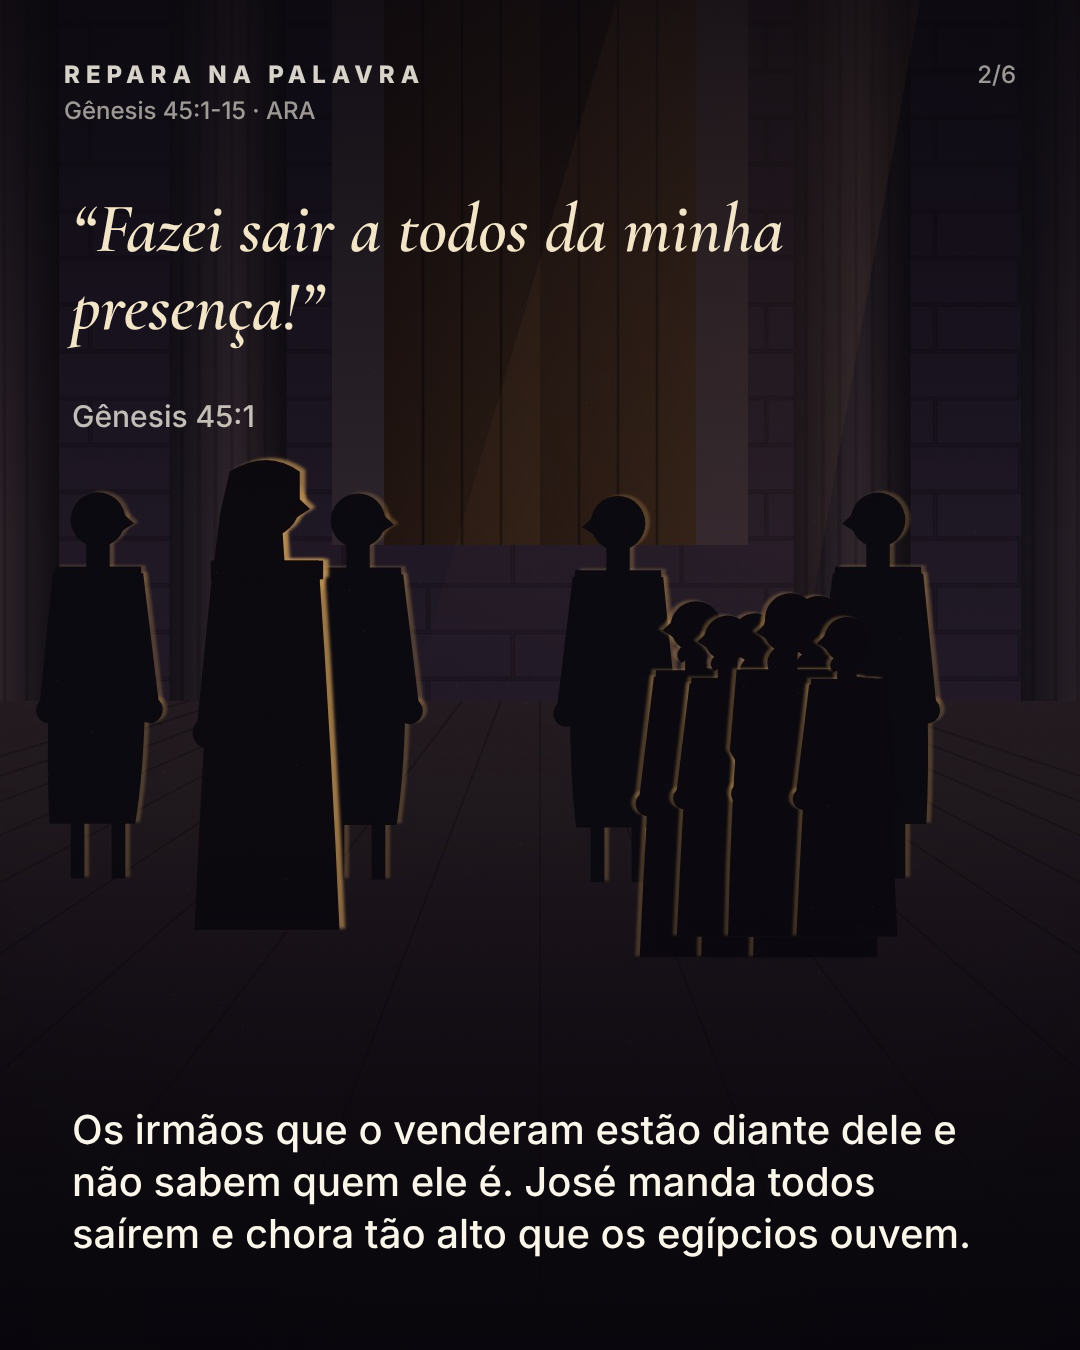 REPARA NA PALAVRA
2/6
Gênesis 45:1-15 · ARA
“Fazei sair a todos da minha
presença!”
Gênesis 45:1
Os irmãos que o venderam estão diante dele e
não sabem quem ele é. José manda todos
saírem e chora tão alto que os egípcios ouvem.